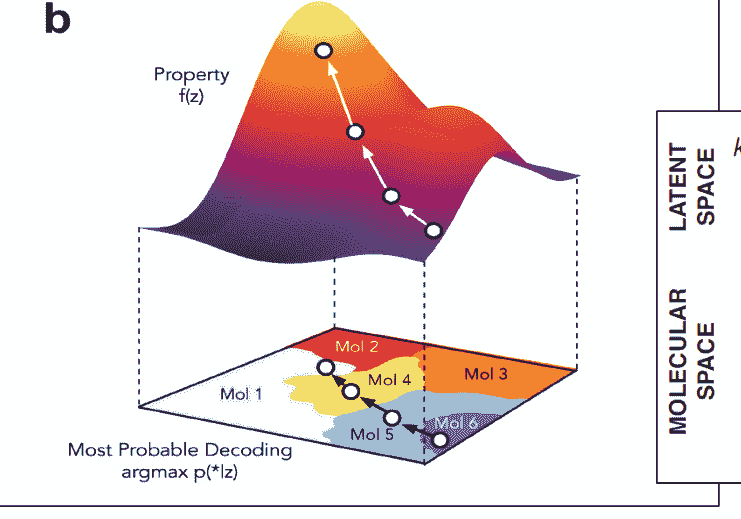 b
Property
f(z)
Mol 2
Mol 1
Mol 4
Mol 3
Mol 5
Mol 6
Most Probable Decoding
argmax p(*|z)
LATENT
SPACE
MOLECULAR
SPACE
k